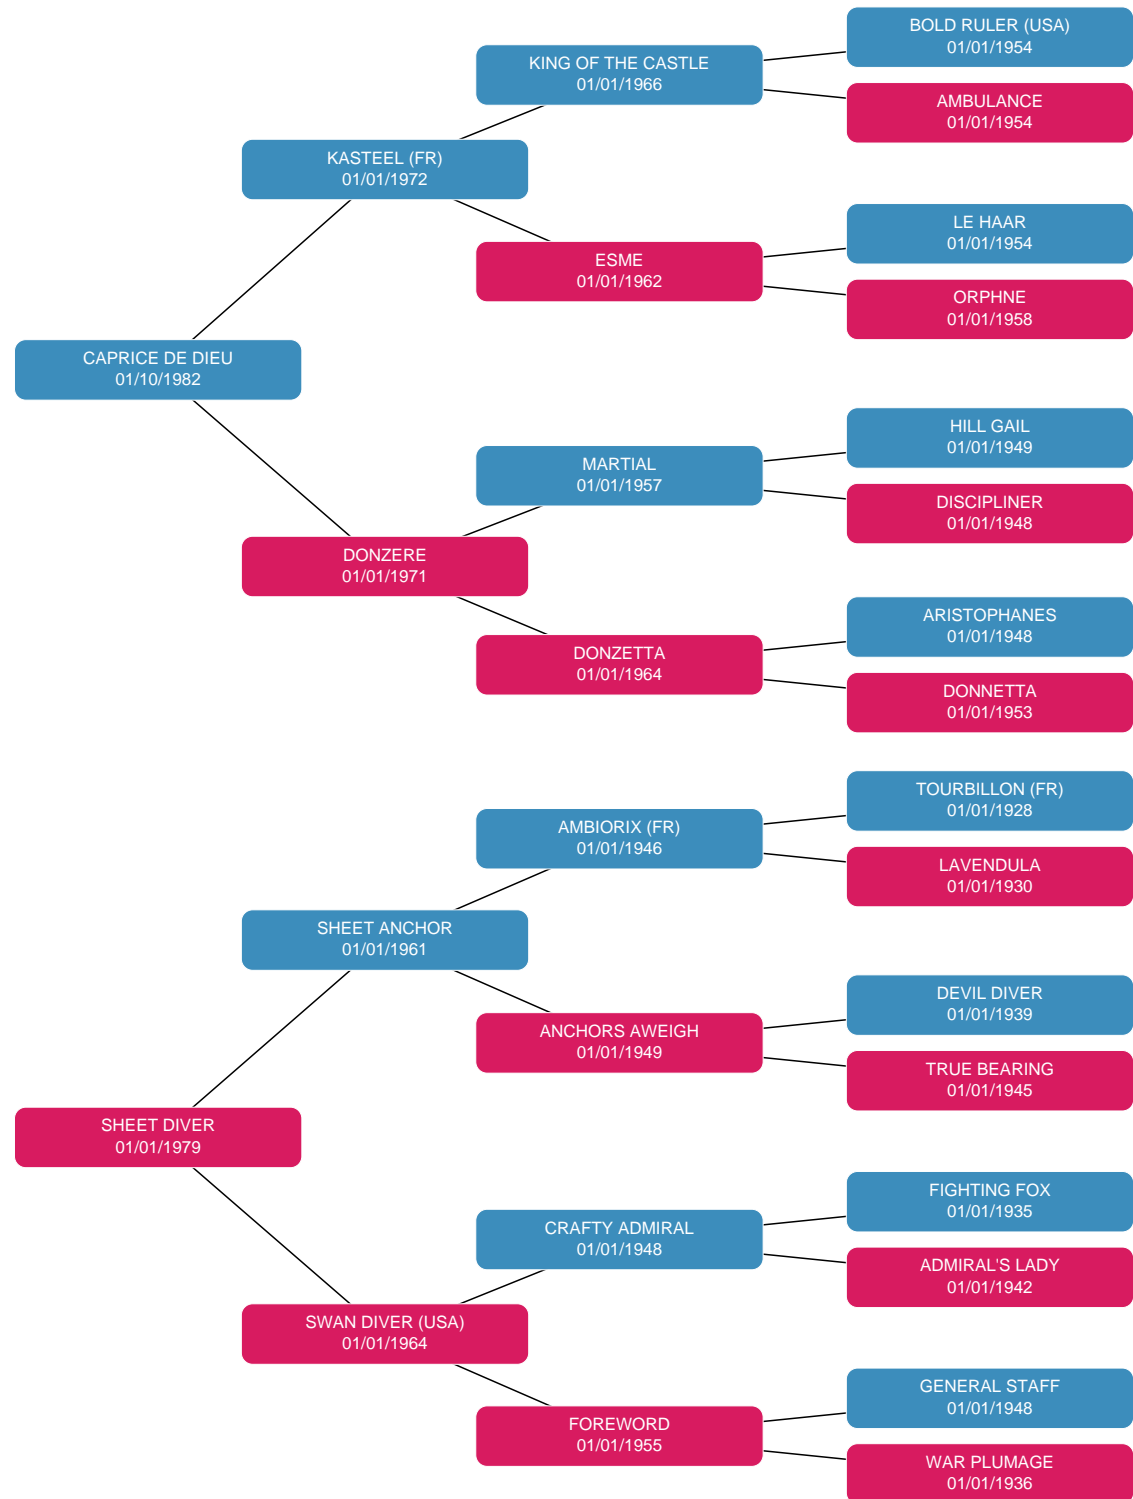 BOLD RULER (USA)
01/01/1954
KING OF THE CASTLE
01/01/1966
AMBULANCE
01/01/1954
KASTEEL (FR)
01/01/1972
LE HAAR
01/01/1954
ESME
01/01/1962
ORPHNE
01/01/1958
CAPRICE DE DIEU
01/10/1982
HILL GAIL
01/01/1949
MARTIAL
01/01/1957
DISCIPLINER
01/01/1948
DONZERE
01/01/1971
ARISTOPHANES
01/01/1948
DONZETTA
01/01/1964
DONNETTA
01/01/1953
TOURBILLON (FR)
01/01/1928
AMBIORIX (FR)
01/01/1946
LAVENDULA
01/01/1930
SHEET ANCHOR
01/01/1961
DEVIL DIVER
01/01/1939
ANCHORS AWEIGH
01/01/1949
TRUE BEARING
01/01/1945
SHEET DIVER
01/01/1979
FIGHTING FOX
01/01/1935
CRAFTY ADMIRAL
01/01/1948
ADMIRAL'S LADY
01/01/1942
SWAN DIVER (USA)
01/01/1964
GENERAL STAFF
01/01/1948
FOREWORD
01/01/1955
WAR PLUMAGE
01/01/1936